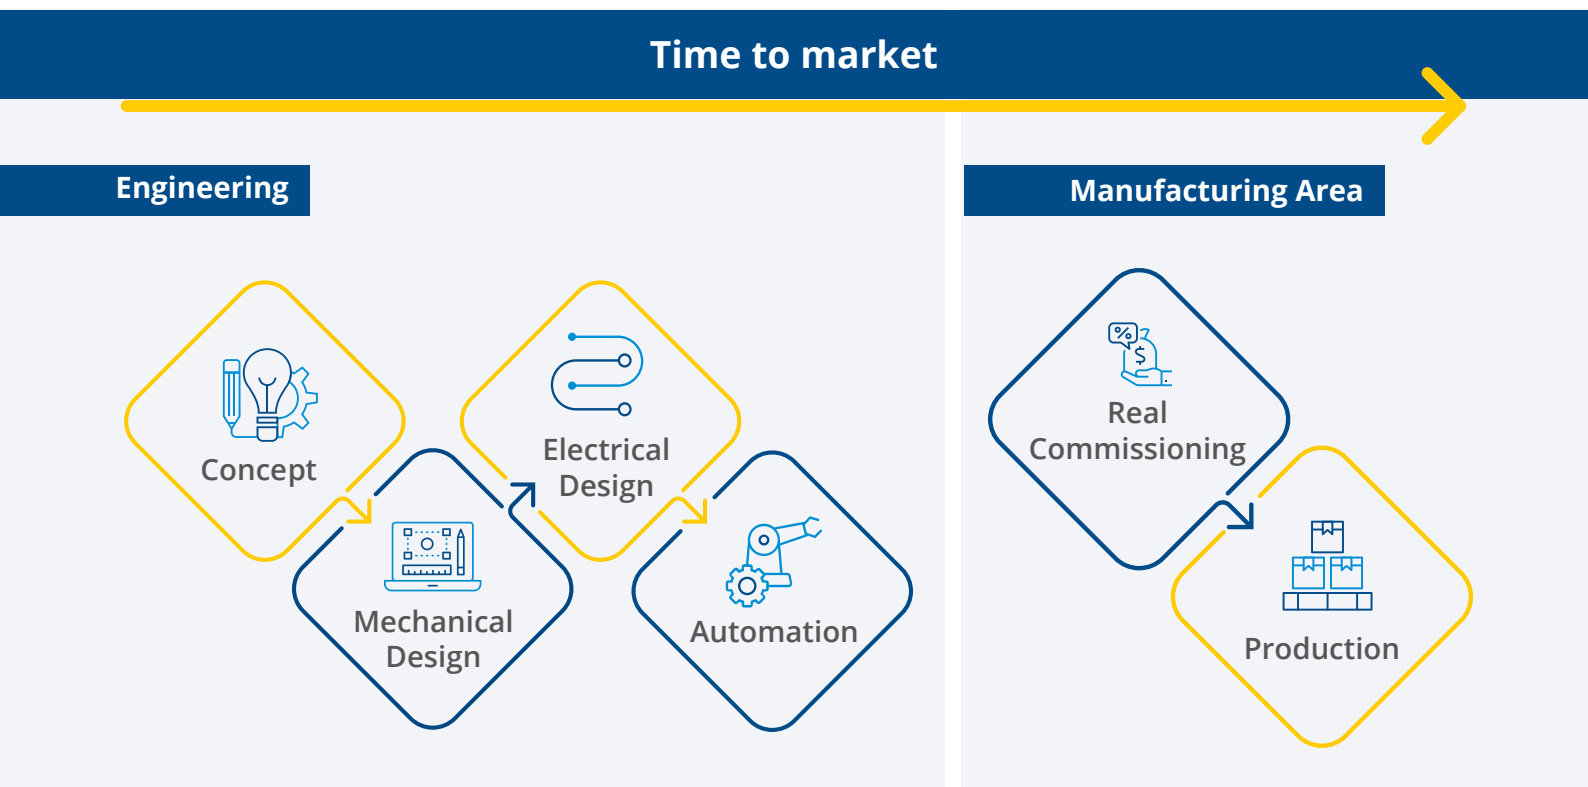 Time to market
Engineering
Manufacturing Area
Concept
Mechanical
Design
Electrical
Design
Automation
%
$
Real
Commissioning
Production